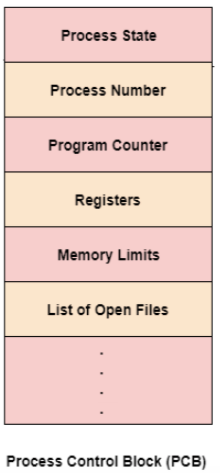 Process State
Process Number
Program Counter
Registers
Memory Limits
List of Open Files
.
.
.
.
Process Control Block (PCB)